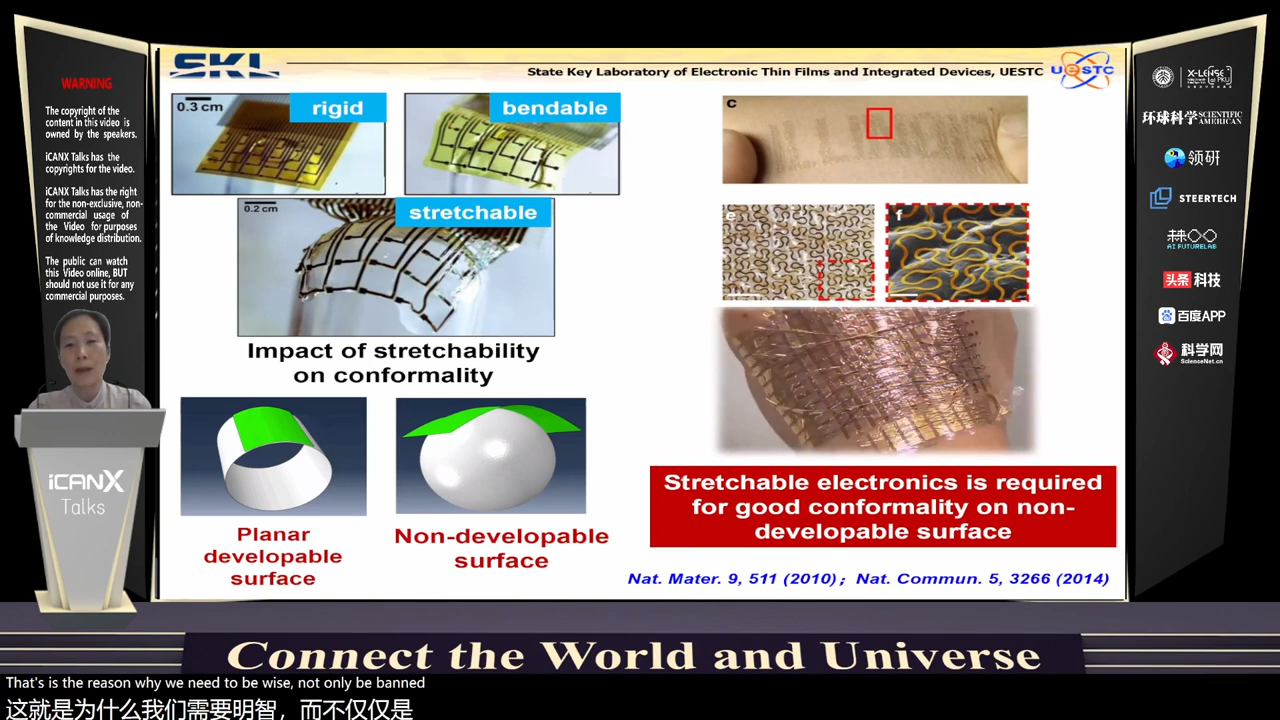 WARNING
The copyright of the
content in this video is
owned by the speakers.
iCANX Talks has the
copyrights for the video.
iCANX Talks has the right
for the non-exclusive, non-
commercial usage of
the Video for purposes
of knowledge distribution.
The public can watch
this Video online, BUT
should not use it for any
commercial purposes.
iCANX
Talks
SKL
State Key Laboratory of Electronic Thin Films and Integrated Devices, UESTC
UESTC
0.3 cm
rigid
bendable
0.2 cm
stretchable
Impact of stretchability
on conformality
Planar
developable
surface
Non-developable
surface
c
e
f
Stretchable electronics is required
for good conformality on non-
developable surface
Nat. Mater. 9, 511 (2010); Nat. Commun. 5, 3266 (2014)
X-LENSE
@PKU
环球科学 SCIENTIFIC AMERICAN
领研
STEERTECH
AI FUTURELAB
头条 科技
百度APP
科学网
ScienceNet.cn
Connect the World and Universe
That's is the reason why we need to be wise, not only be banned
这就是为什么我们需要明智，而不仅仅是